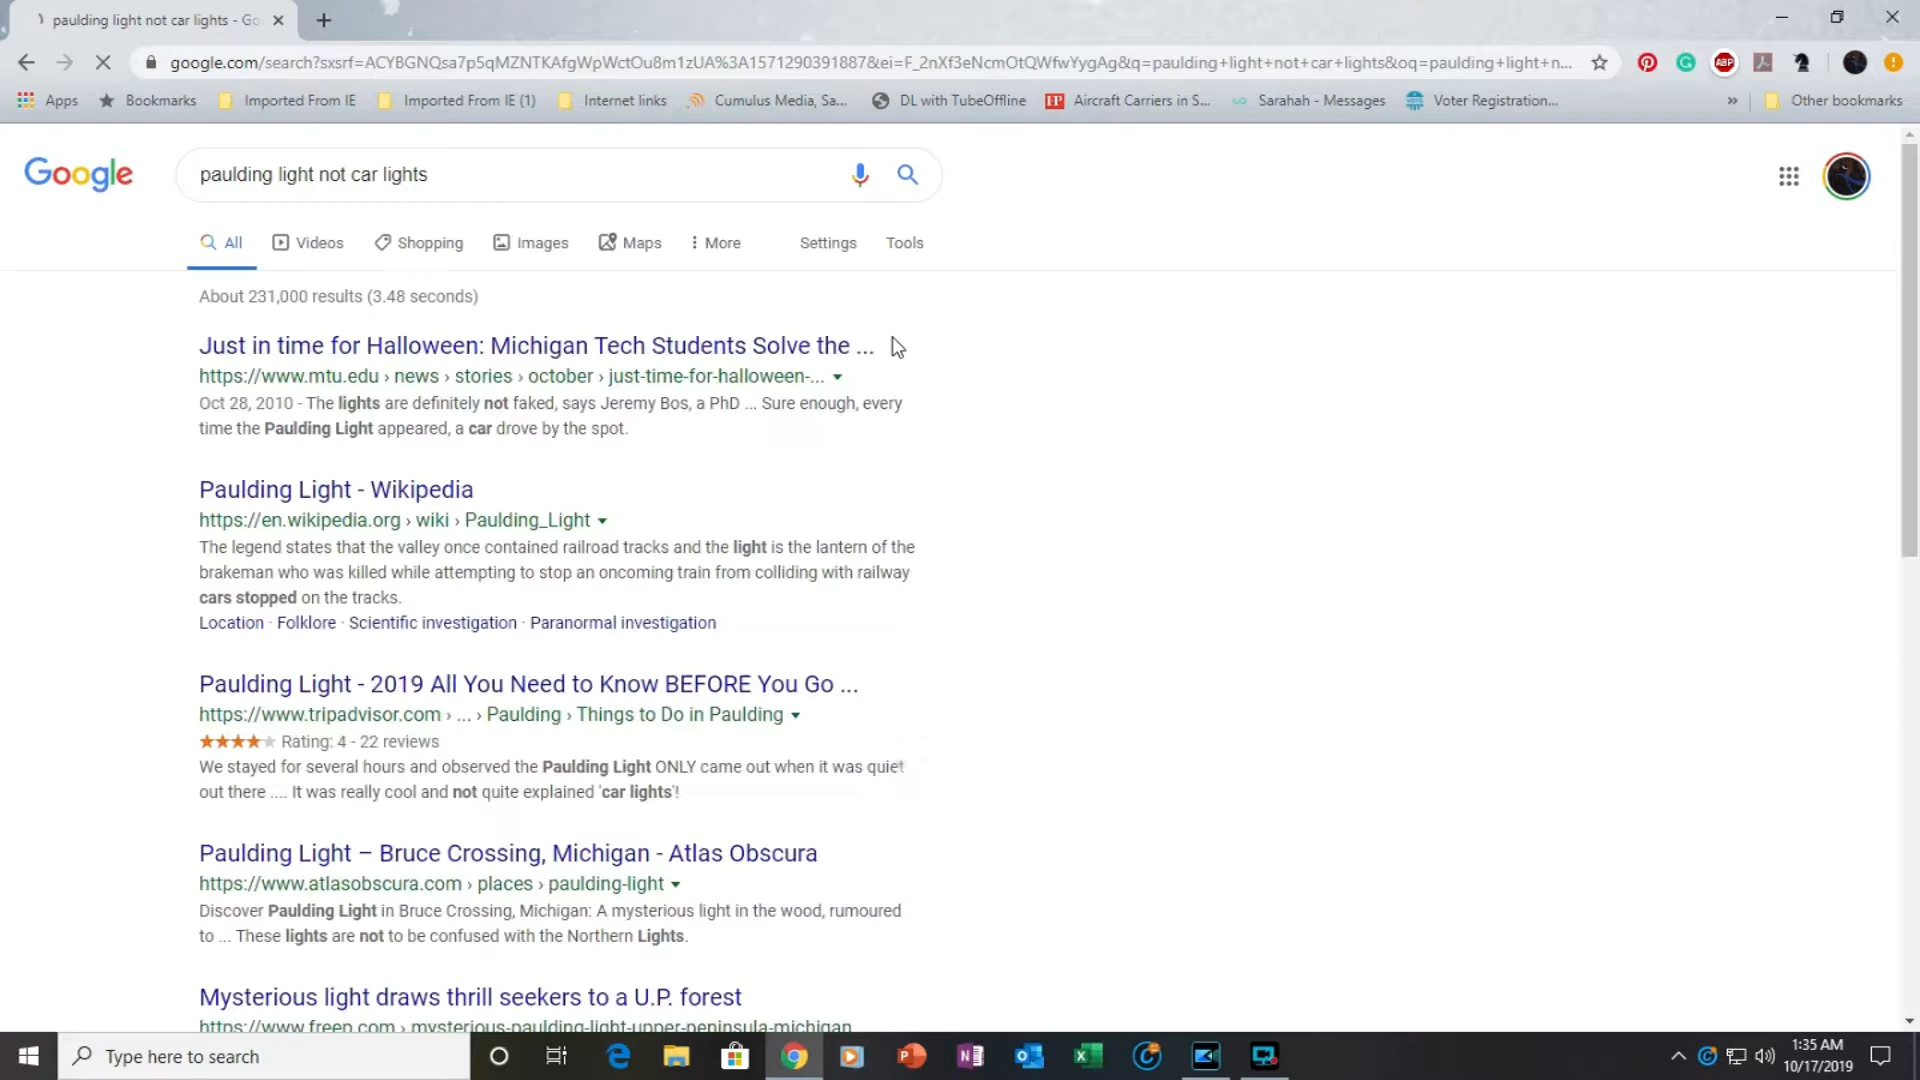 paulding light not car lights - Go
google.com/search?sxsrf=ACYBGNQsa7p5qMZNTKAfgWpWctOu8m1zUA%3A1571290391887&ei=F_2nXf3eNcmOtQWfwYygAg&q=paulding+light+not+car+lights&oq=paulding+light+n...
ABP
Apps Bookmarks Imported From IE Imported From IE (1) Internet links Cumulus Media, Sa... DL with TubeOffline Aircraft Carriers in S... Sarahah - Messages Voter Registration... » Other bookmarks
Google
paulding light not car lights
All Videos Shopping Images Maps More Settings Tools
About 231,000 results (3.48 seconds)
Just in time for Halloween: Michigan Tech Students Solve the ...
https://www.mtu.edu › news › stories › october › just-time-for-halloween-...
Oct 28, 2010 - The lights are definitely not faked, says Jeremy Bos, a PhD ... Sure enough, every
time the Paulding Light appeared, a car drove by the spot.
Paulding Light - Wikipedia
https://en.wikipedia.org › wiki › Paulding_Light
The legend states that the valley once contained railroad tracks and the light is the lantern of the
brakeman who was killed while attempting to stop an oncoming train from colliding with railway
cars stopped on the tracks.
Location · Folklore · Scientific investigation · Paranormal investigation
Paulding Light - 2019 All You Need to Know BEFORE You Go ...
https://www.tripadvisor.com › ... › Paulding › Things to Do in Paulding
Rating: 4 - 22 reviews
We stayed for several hours and observed the Paulding Light ONLY came out when it was quiet
out there .... It was really cool and not quite explained 'car lights'!
Paulding Light – Bruce Crossing, Michigan - Atlas Obscura
https://www.atlasobscura.com › places › paulding-light
Discover Paulding Light in Bruce Crossing, Michigan: A mysterious light in the wood, rumoured
to ... These lights are not to be confused with the Northern Lights.
Mysterious light draws thrill seekers to a U.P. forest
https://www.freep.com › mysterious-paulding-light-upper-peninsula-michigan
Type here to search
1:35 AM
10/17/2019